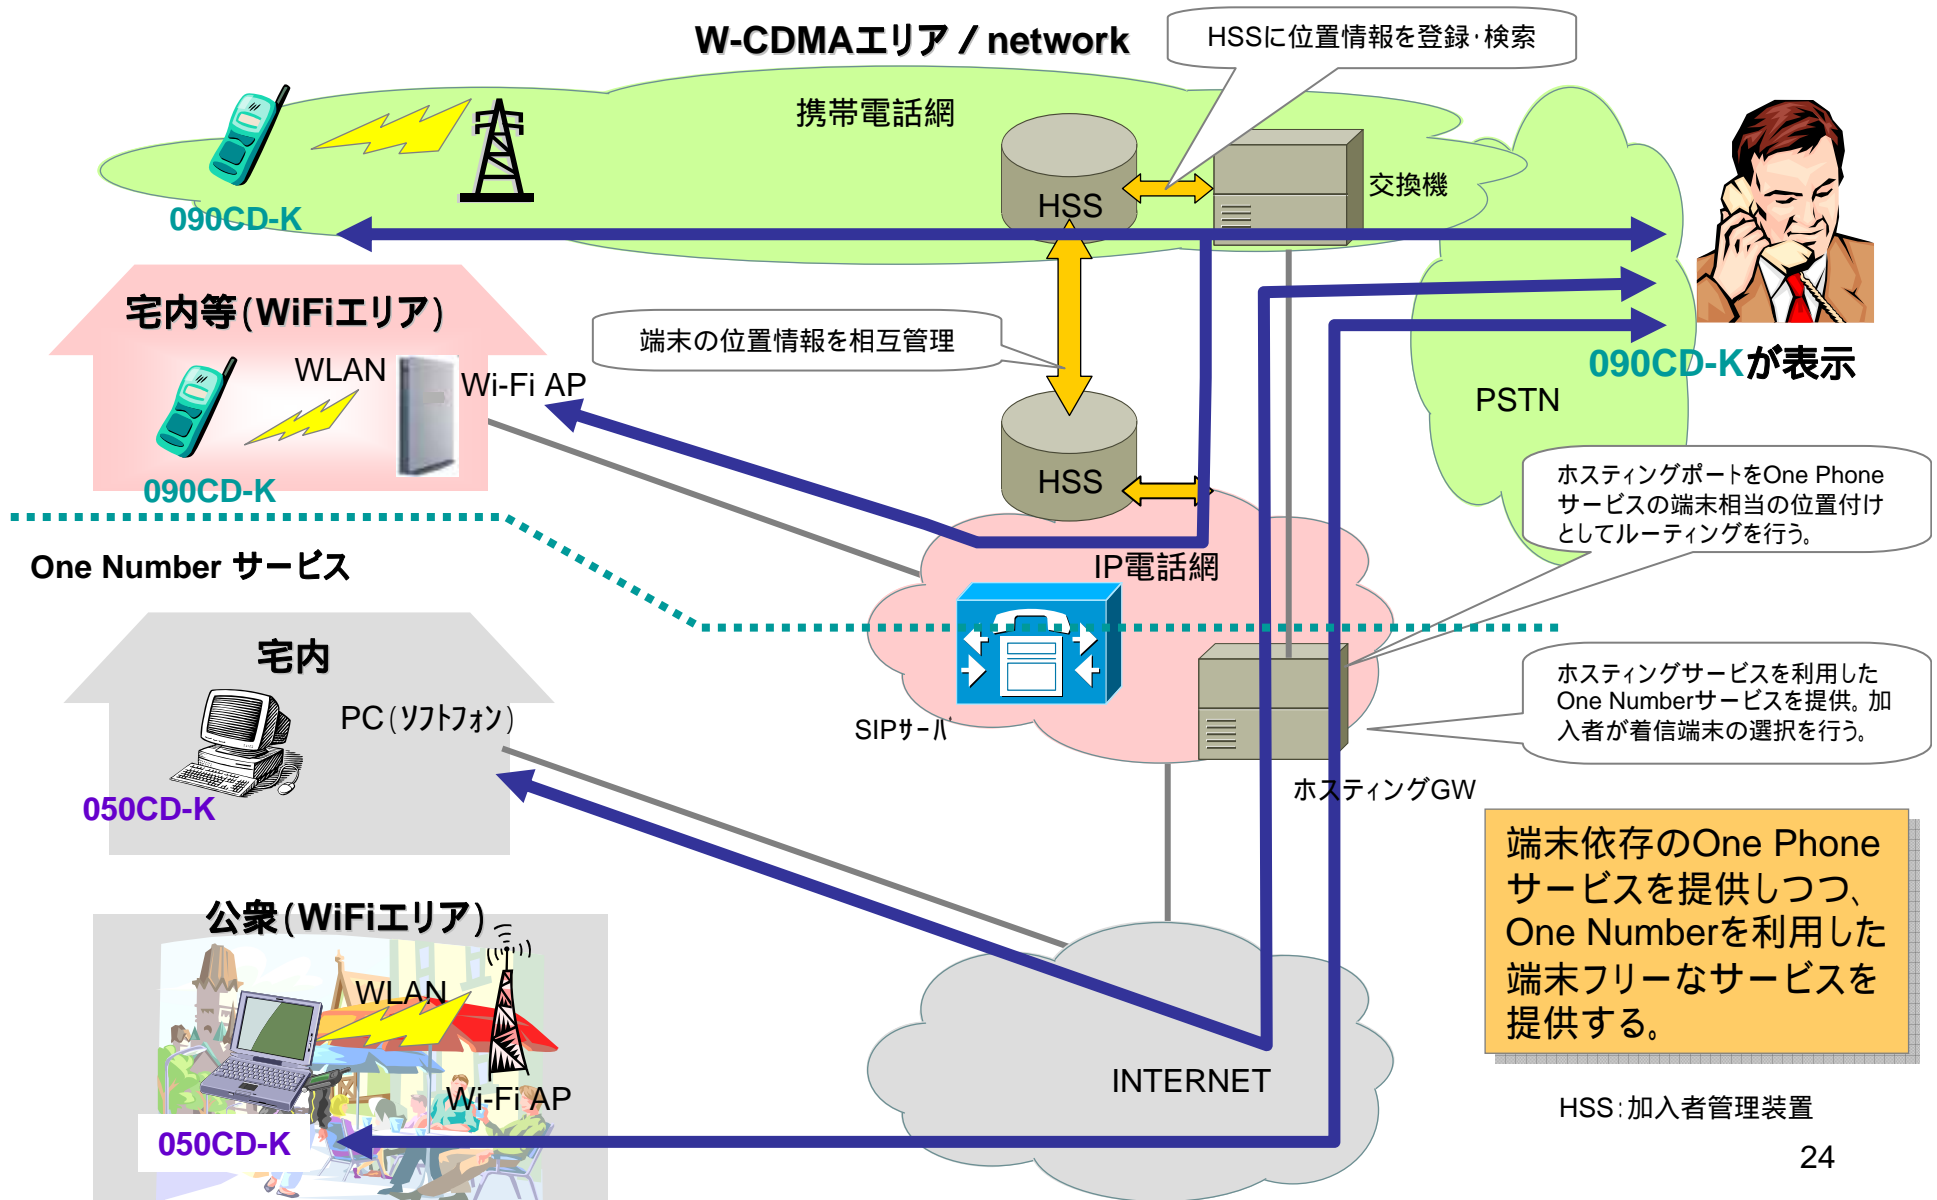 W-CDMAエリア / network
HSSに位置情報を登録・検索
携帯電話網
HSS
交換機
090CD-K
宅内等(WiFiエリア)
端末の位置情報を相互管理
WLAN
Wi-Fi AP
090CD-Kが表示
PSTN
HSS
090CD-K
ホスティングポートをOne Phone
サービスの端末相当の位置付け
としてルーティングを行う。
One Number サービス
IP電話網
宅内
PC(ソフトフォン)
SIPサーバ
ホスティングサービスを利用した
One Numberサービスを提供。加
入者が着信端末の選択を行う。
ホスティングGW
050CD-K
端末依存のOne Phone
サービスを提供しつつ、
One Numberを利用した
端末フリーなサービスを
提供する。
公衆(WiFiエリア)
WLAN
Wi-Fi AP
INTERNET
050CD-K
HSS:加入者管理装置
24